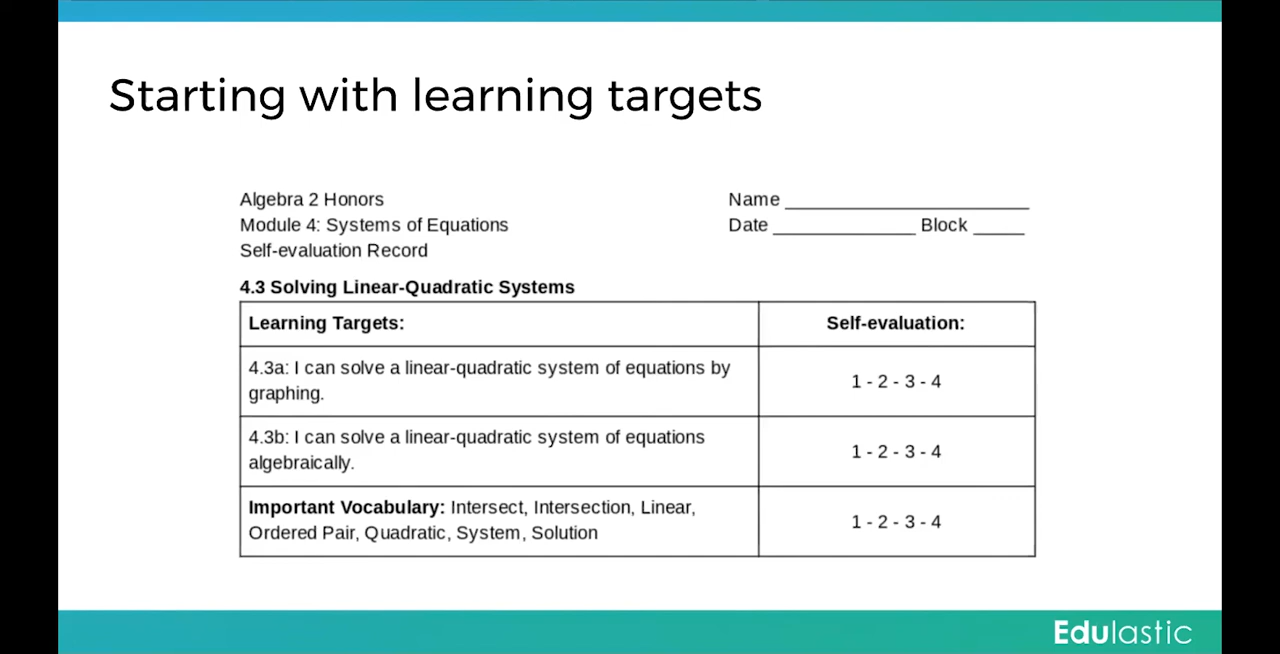 Starting with learning targets
Algebra 2 Honors
Name ________________________
Module 4: Systems of Equations
Date ______________ Block _____
Self-evaluation Record
4.3 Solving Linear-Quadratic Systems
Learning Targets:
Self-evaluation:
4.3a: I can solve a linear-quadratic system of equations by
graphing.
1 - 2 - 3 - 4
4.3b: I can solve a linear-quadratic system of equations
algebraically.
1 - 2 - 3 - 4
Important Vocabulary: Intersect, Intersection, Linear,
Ordered Pair, Quadratic, System, Solution
1 - 2 - 3 - 4
Edulastic